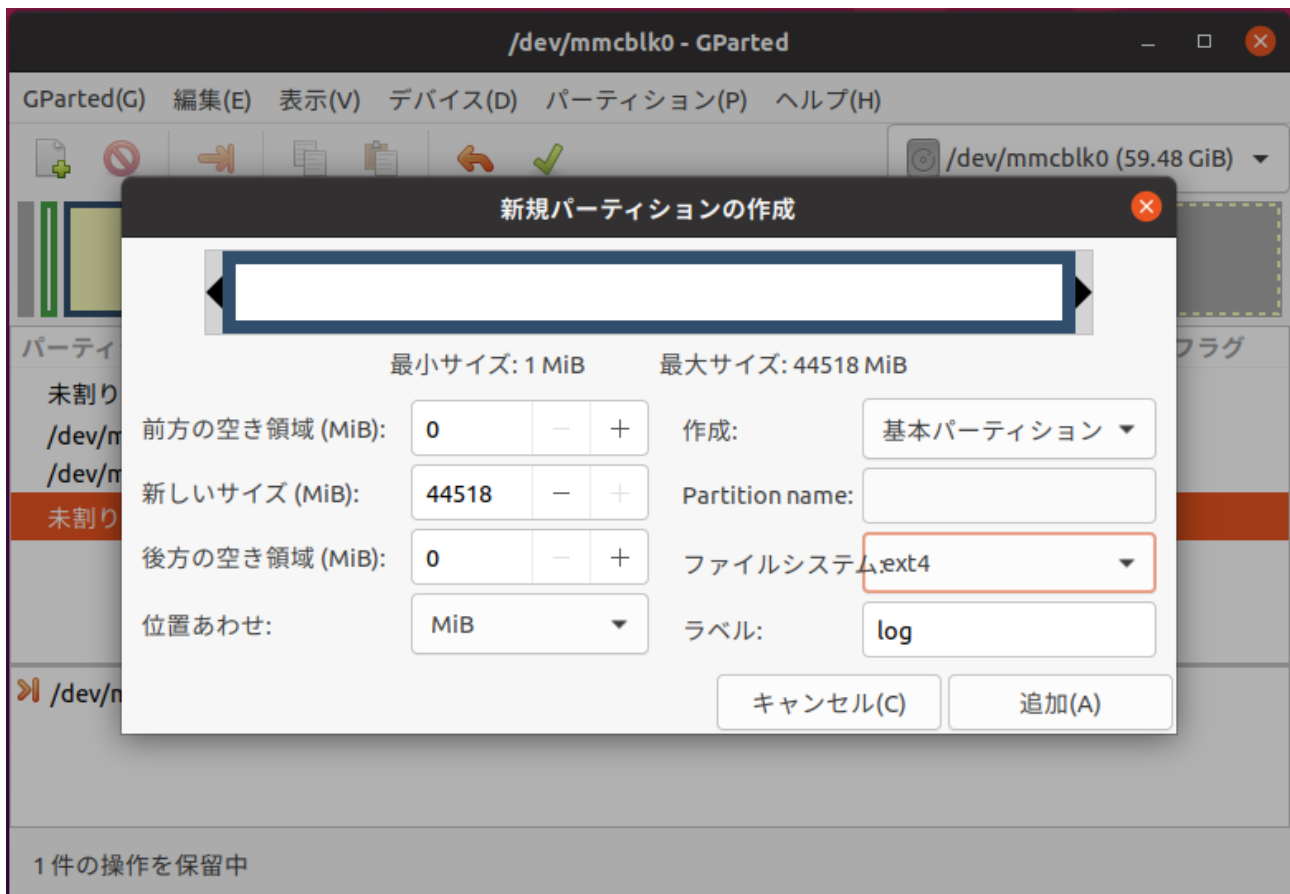 /dev/mmcblk0 - GParted
GParted(G) 編集(E) 表示(V) デバイス(D) パーティション(P) ヘルプ(H)
/dev/mmcblk0 (59.48 GiB)
新規パーティションの作成
パーティ フラグ
最小サイズ: 1 MiB 最大サイズ: 44518 MiB
未割り
前方の空き領域 (MiB): 0 作成: 基本パーティション
/dev/m
/dev/m
新しいサイズ (MiB): 44518 Partition name:
未割り
後方の空き領域 (MiB): 0 ファイルシステム: ext4
位置あわせ: MiB ラベル: log
/dev/m
キャンセル(C) 追加(A)
1 件の操作を保留中